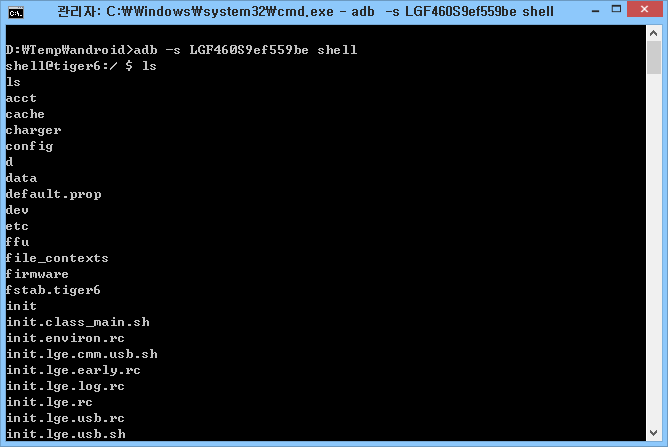 관리자: C:₩Windows₩system32₩cmd.exe - adb  -s LGF460S9ef559be shell
D:₩Temp₩android>adb -s LGF460S9ef559be shell
shell@tiger6:/ $ ls
ls
acct
cache
charger
config
d
data
default.prop
dev
etc
ffu
file_contexts
firmware
fstab.tiger6
init
init.class_main.sh
init.environ.rc
init.lge.cmm.usb.sh
init.lge.early.rc
init.lge.log.rc
init.lge.rc
init.lge.usb.rc
init.lge.usb.sh